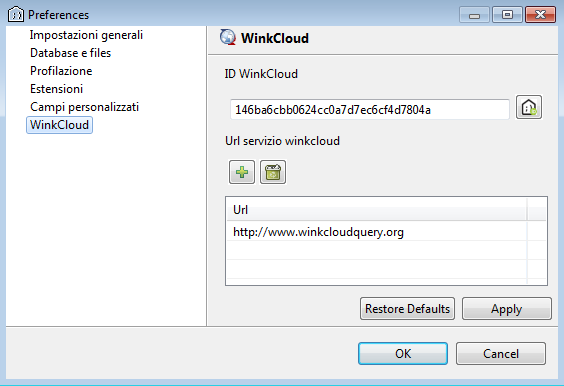 Preferences
Impostazioni generali
Database e files
Profilazione
Estensioni
Campi personalizzati
WinkCloud
WinkCloud
ID WinkCloud
146ba6cbb0624cc0a7d7ec6cf4d7804a
Url servizio winkcloud
Url
http://www.winkcloudquery.org
Restore Defaults
Apply
OK
Cancel